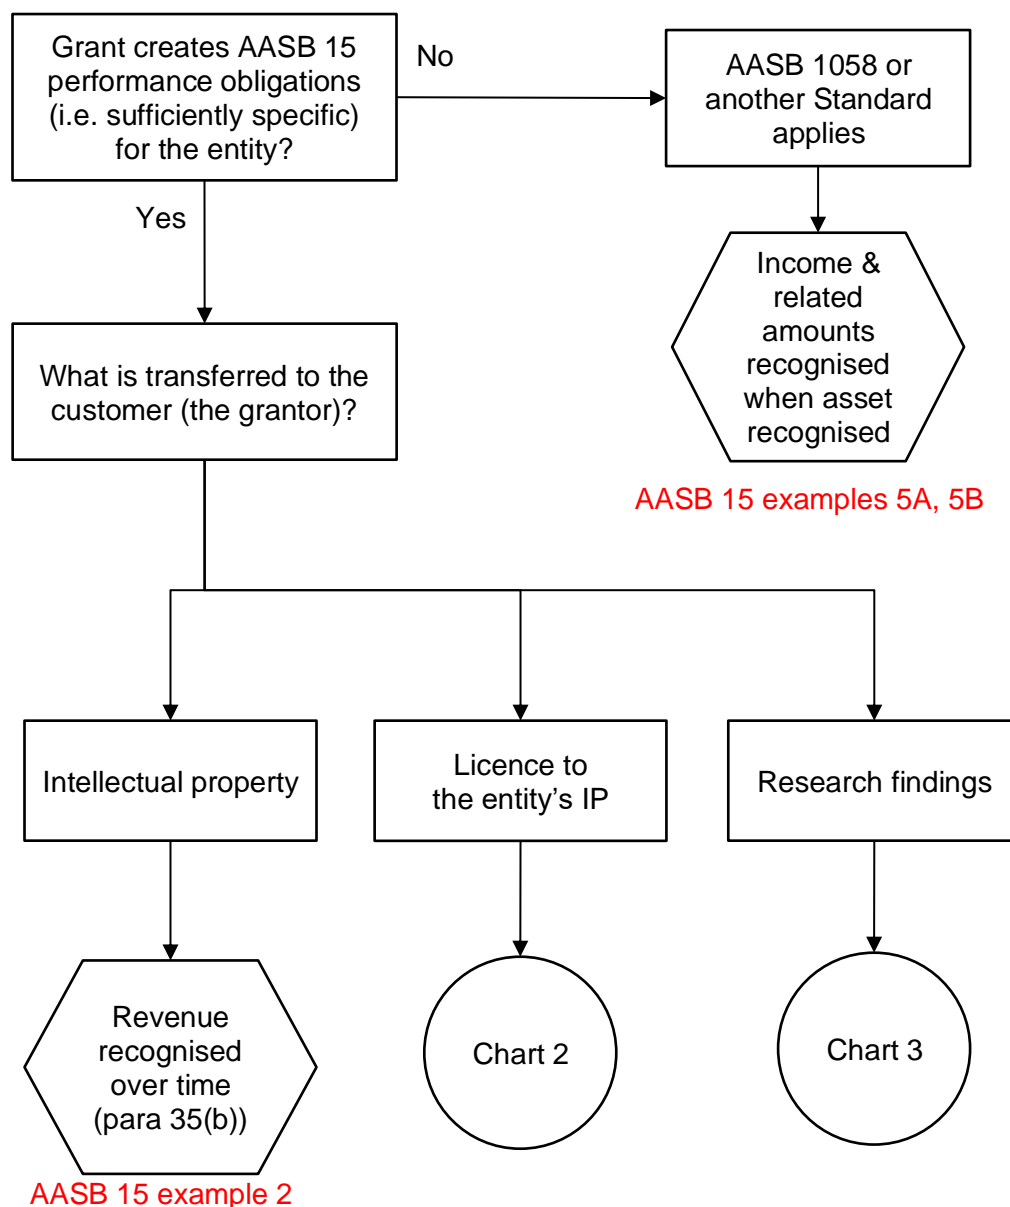 Grant creates AASB 15
performance obligations
(i.e. sufficiently specific)
for the entity?
No
AASB 1058 or
another Standard
applies
Yes
Income &
related
amounts
recognised
when asset
recognised
What is transferred to the
customer (the grantor)?
AASB 15 examples 5A, 5B
Intellectual property
Licence to
the entity’s IP
Research findings
Revenue
recognised
over time
(para 35(b))
Chart 2
Chart 3
AASB 15 example 2